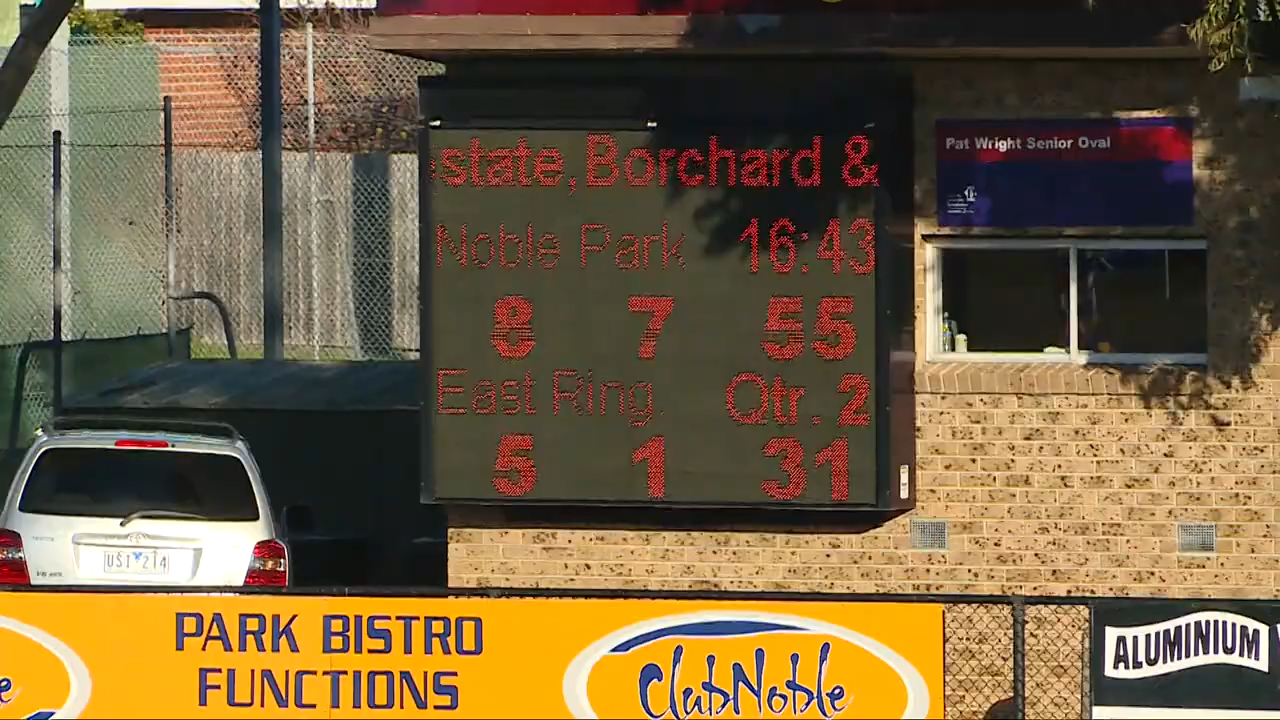 state, Borchard &
Noble Park 16:43
8 7 55
East Ring. Qtr. 2
5 1 31
Pat Wright Senior Oval
PARK BISTRO
FUNCTIONS
ClubNoble
ALUMINIUM